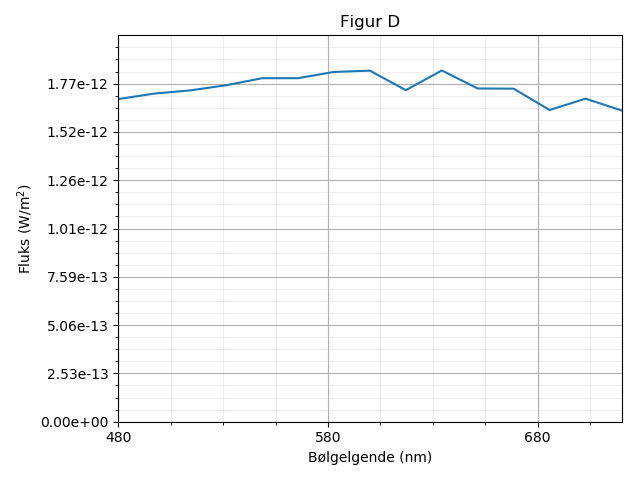 Figur D
1.77e-12
1.52e-12
1.26e-12
1.01e-12
7.59e-13
5.06e-13
2.53e-13
0.00e+00
Fluks (W/m²)
480 580 680
Bølgelgende (nm)